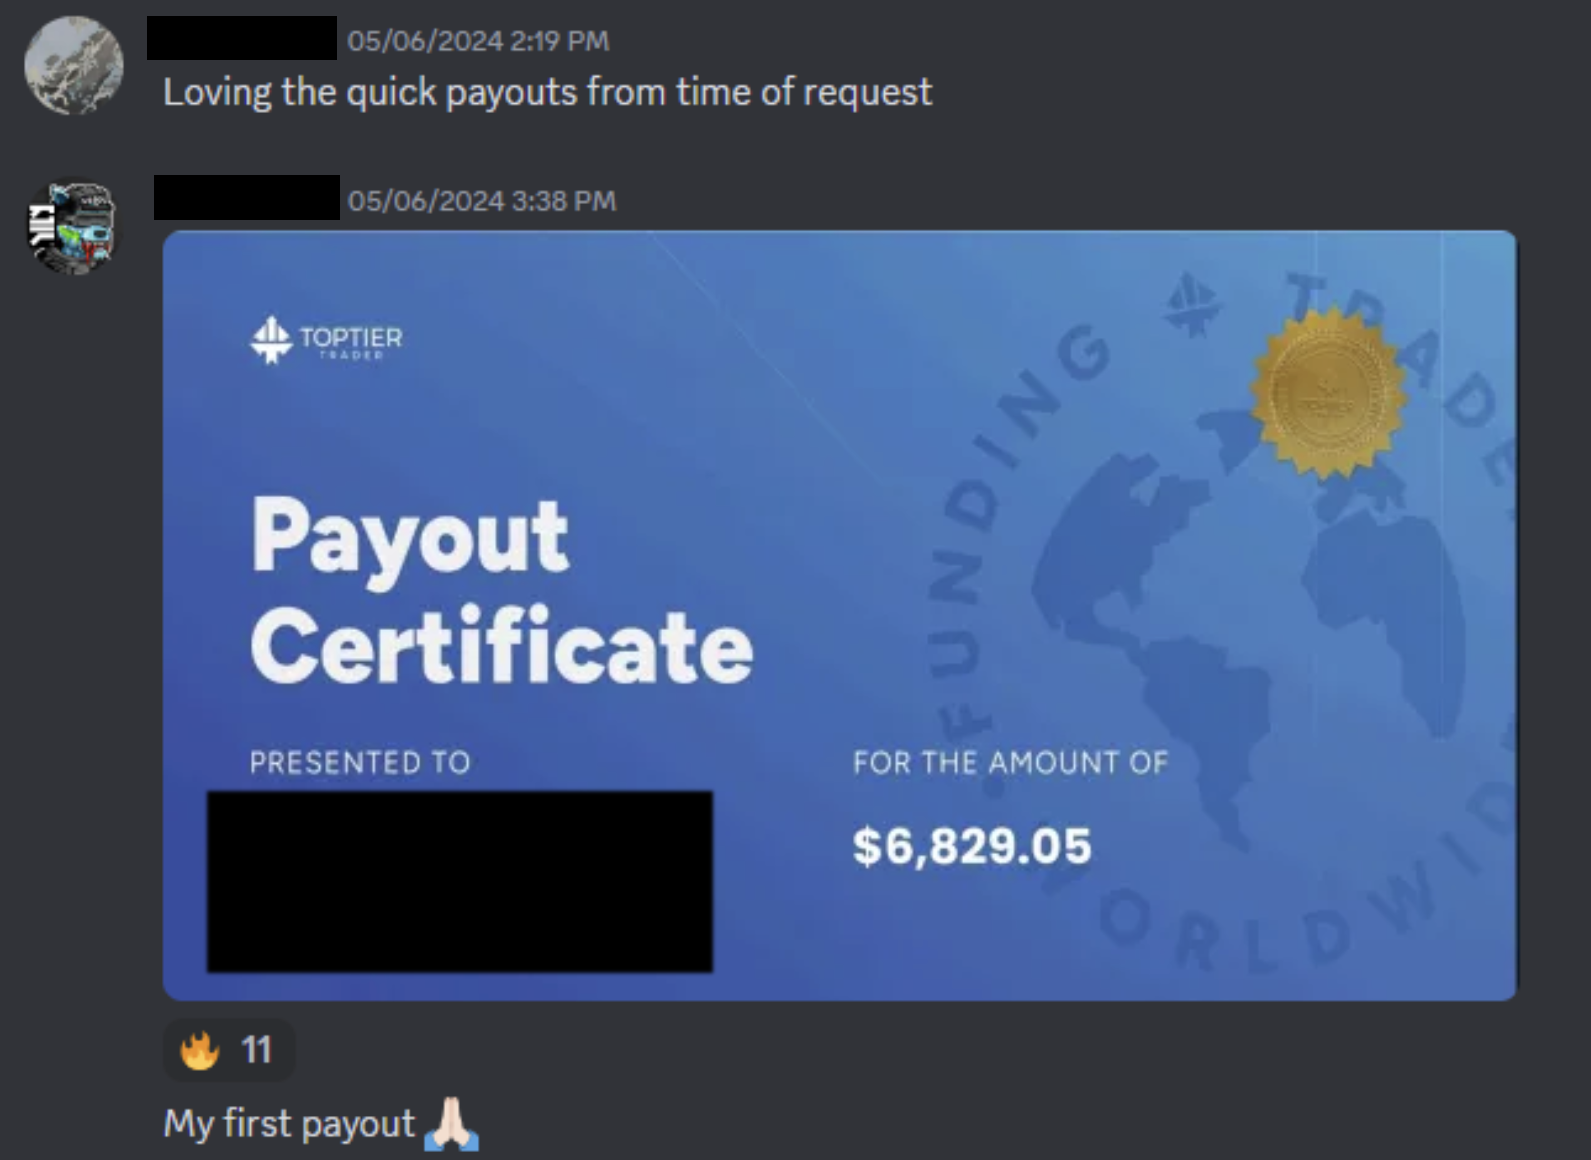 05/06/2024 2:19 PM
Loving the quick payouts from time of request
05/06/2024 3:38 PM
TOPTIER
TRADER
FUNDING TRADE
WORLDWID
Payout
Certificate
PRESENTED TO
FOR THE AMOUNT OF
$6,829.05
🔥 11
My first payout 🙏🏻